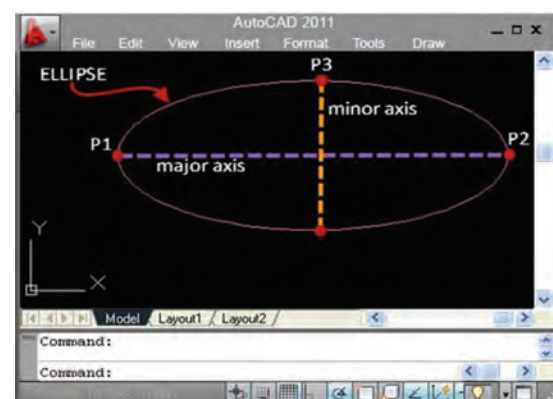 AutoCAD 2011
File Edit View Insert Format Tools Draw
ELLIPSE
P3
minor axis
P1
P2
major axis
Y
X
Model Layout1 Layout2
Command:
Command: